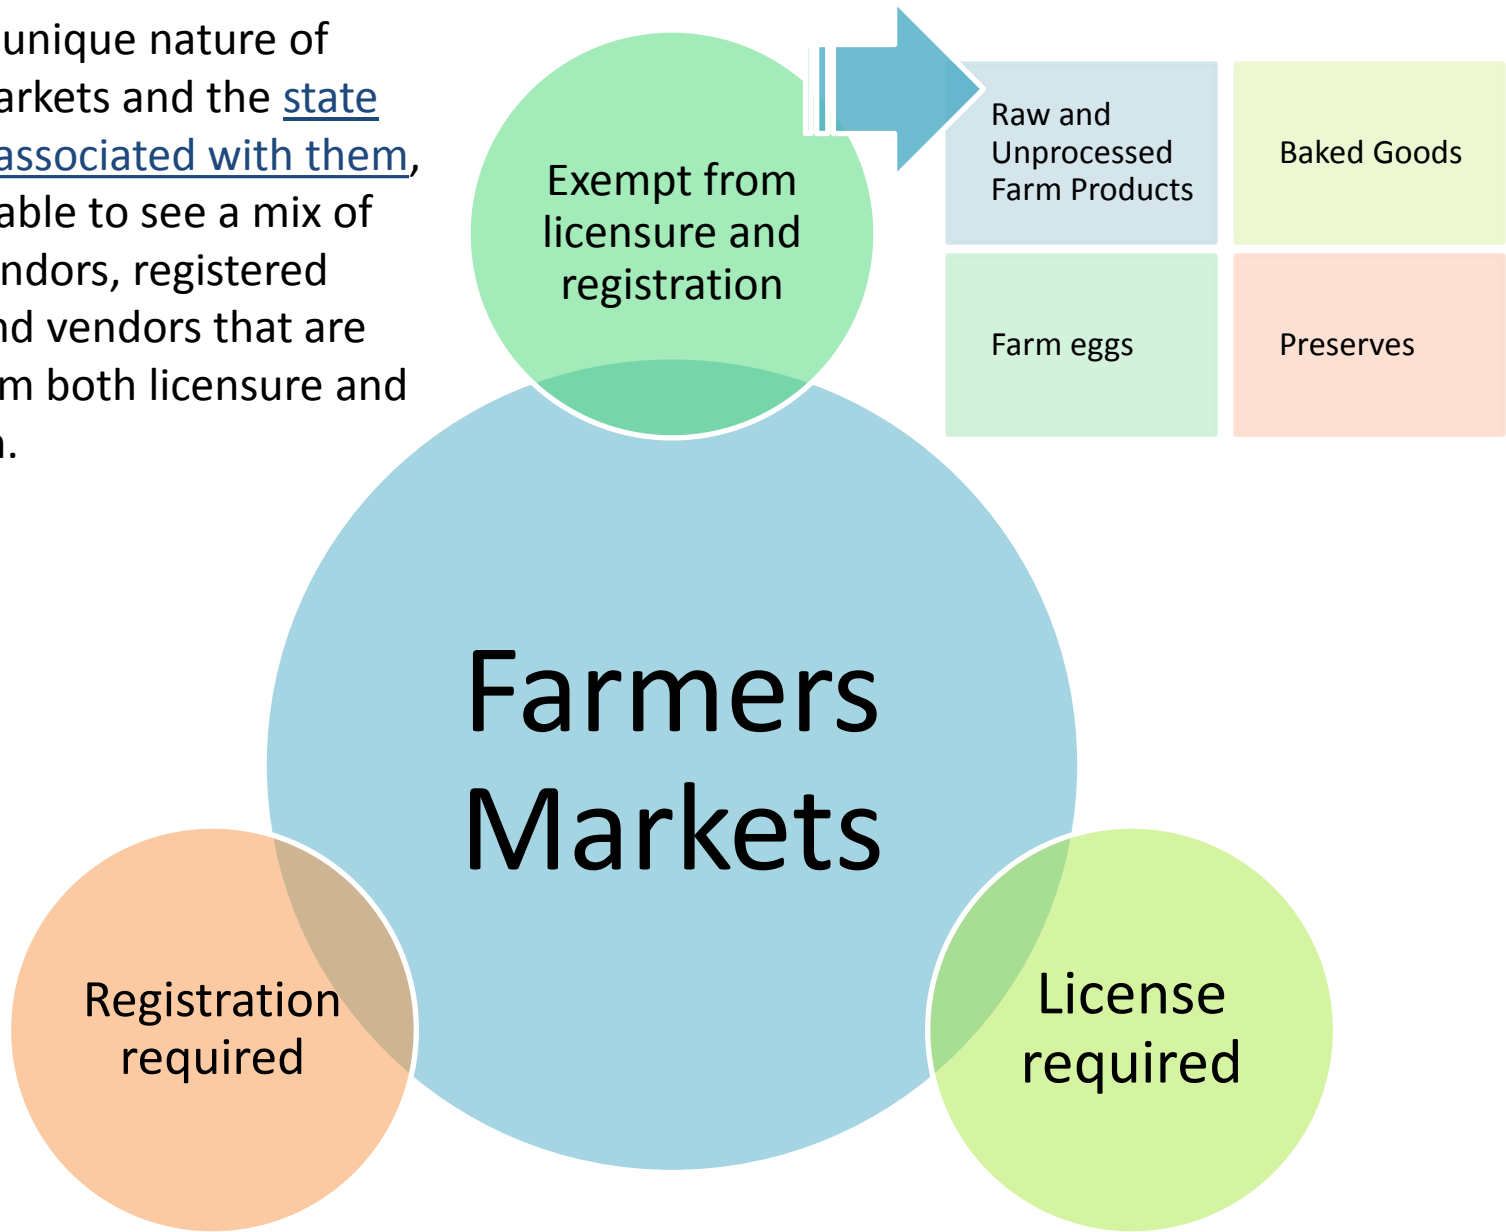 unique nature of
arkets and the state
associated with them,
able to see a mix of
ndors, registered
nd vendors that are
m both licensure and
.
Exempt from
licensure and
registration
Raw and
Unprocessed
Farm Products
Baked Goods
Farm eggs
Preserves
Farmers
Markets
Registration
required
License
required